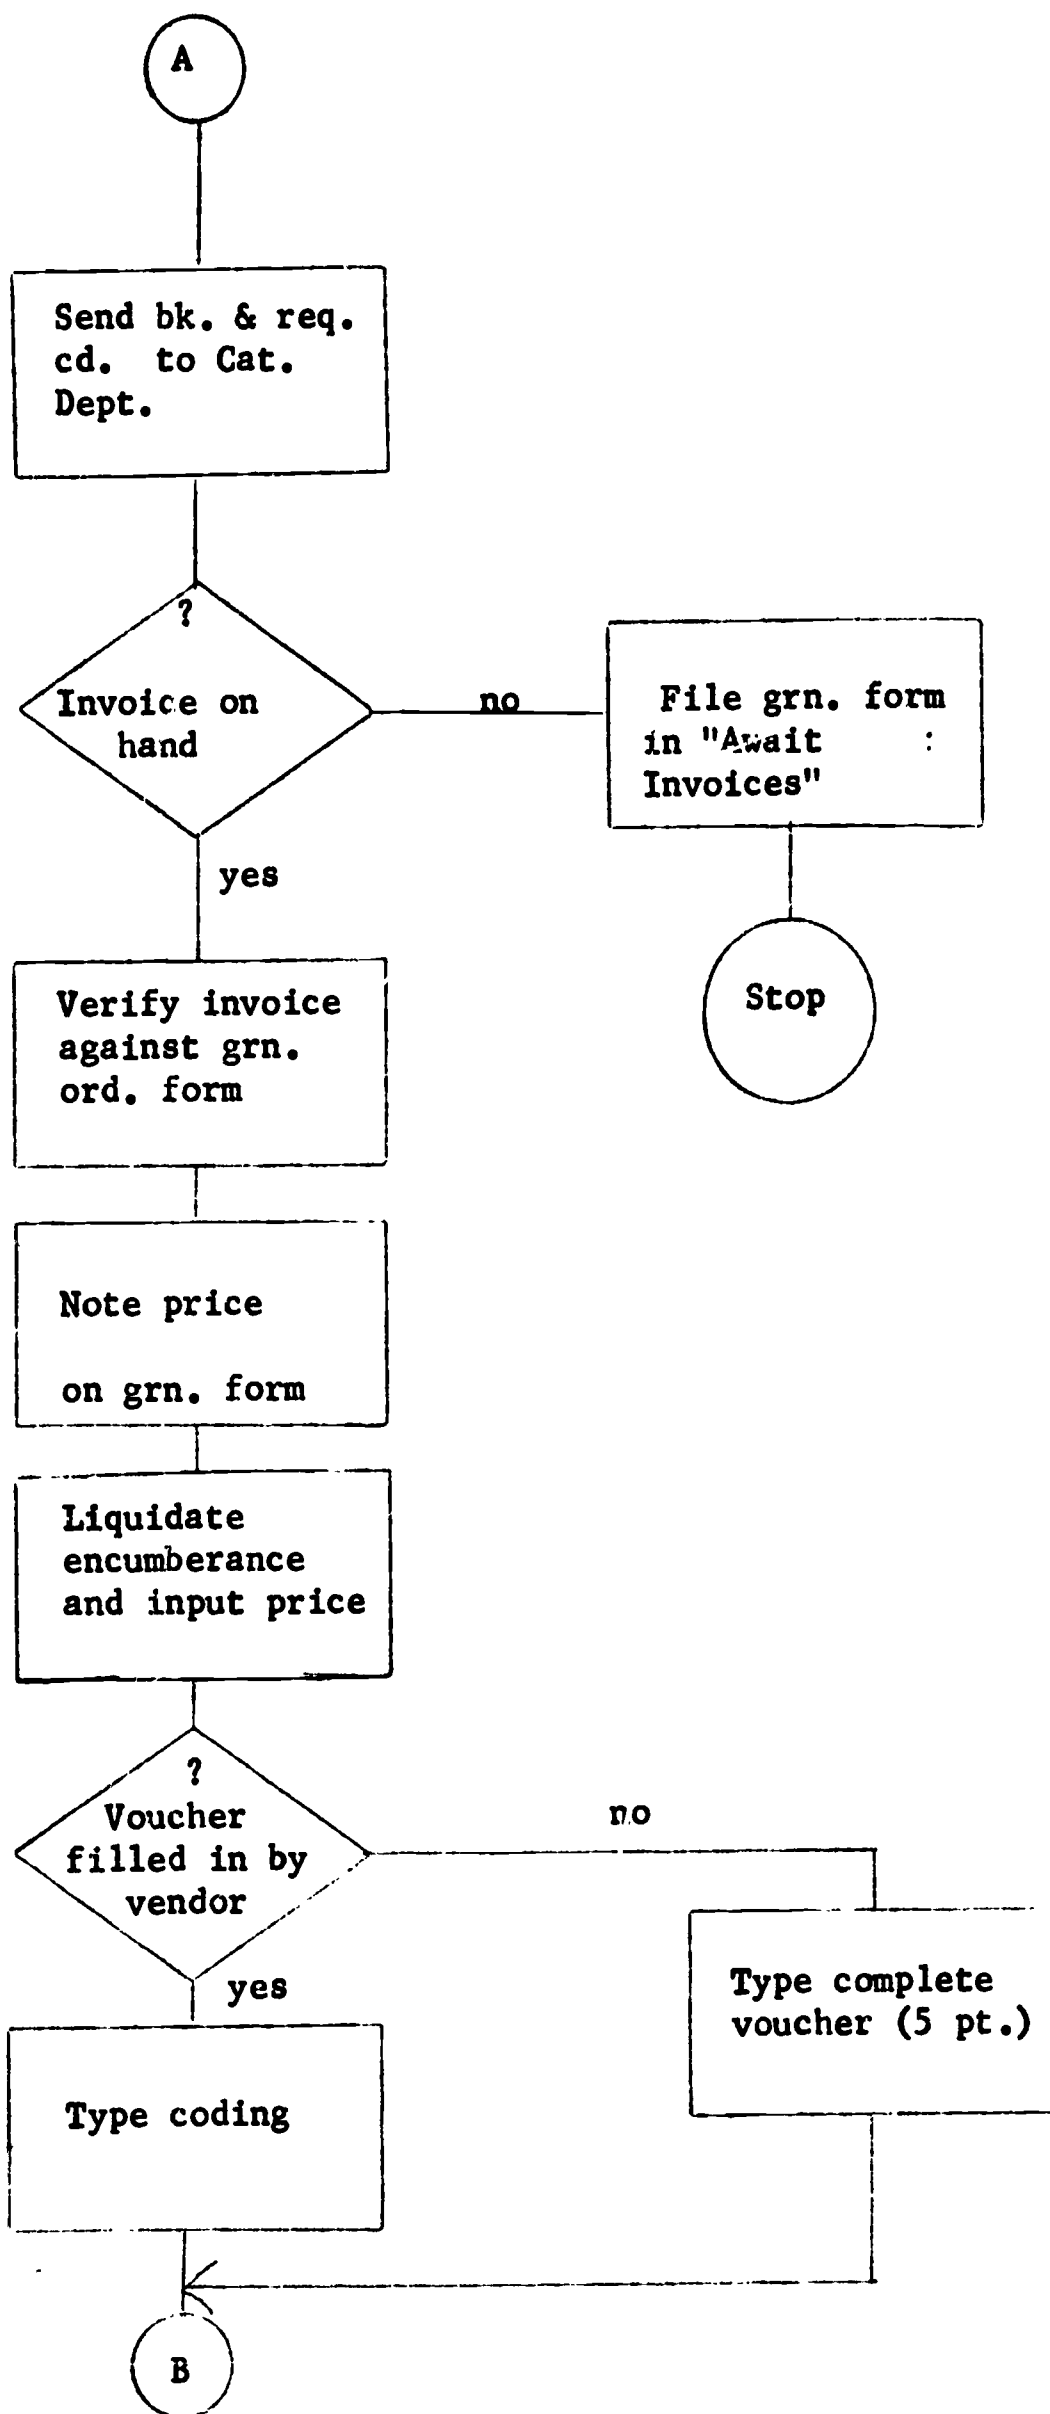 A
Send bk. & req.
cd. to Cat.
Dept.
?
Invoice on
hand
no
File grn. form
in "Await :
Invoices"
Stop
yes
Verify invoice
against grn.
ord. form
Note price
on grn. form
Liquidate
encumberance
and input price
?
Voucher
filled in by
vendor
no
Type complete
voucher (5 pt.)
yes
Type coding
B